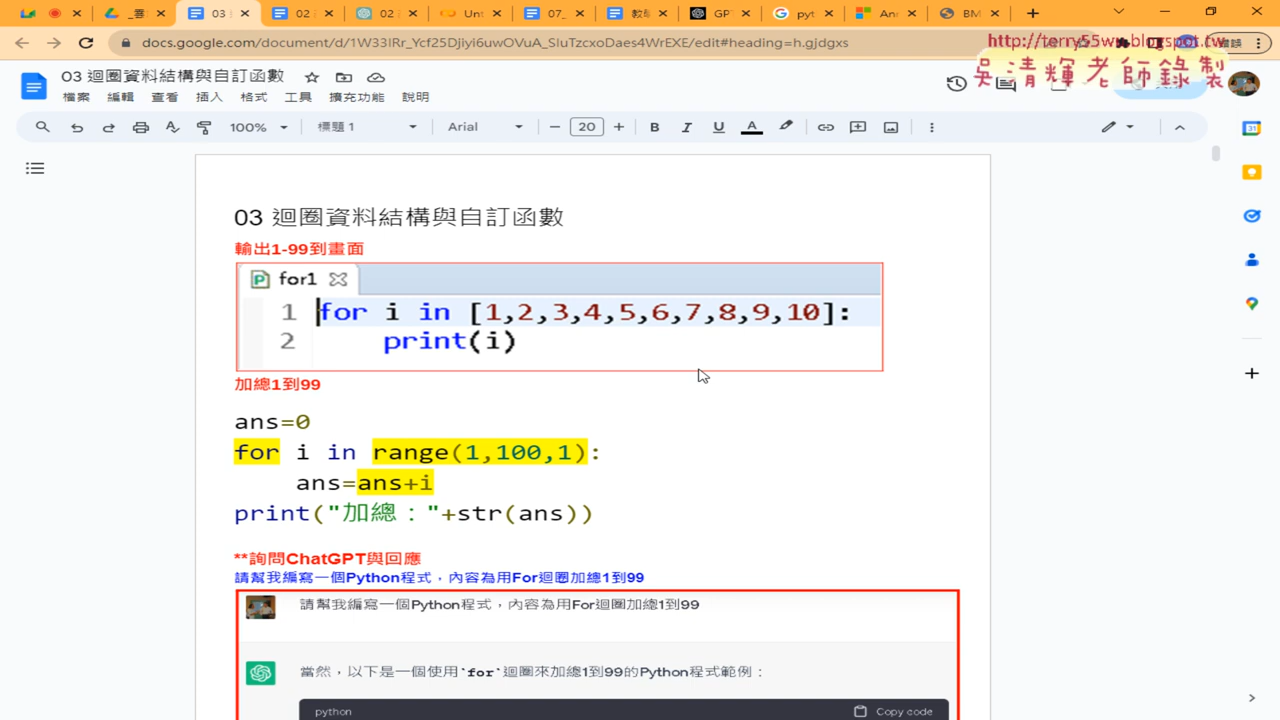 03
02
02
Unt
07_
教
GPT
pyt
Ani
BM
docs.google.com/document/d/1W33IRr_Ycf25Djiyi6uwOVuA_SIuTzcxoDaes4WrEXE/edit#heading=h.gjdgxs
http://terry55wu.blogspot.tw
吳清輝老師錄製
03 迴圈資料結構與自訂函數
檔案 編輯 查看 插入 格式 工具 擴充功能 說明
100% 標題 1 Arial 20 B I U A
03 迴圈資料結構與自訂函數
輸出1-99到畫面
for1
1 for i in [1,2,3,4,5,6,7,8,9,10]:
2 print(i)
加總1到99
ans=0
for i in range(1,100,1):
ans=ans+i
print("加總："+str(ans))
**詢問ChatGPT與回應
請幫我編寫一個Python程式，內容為用For迴圈加總1到99
請幫我編寫一個Python程式，內容為用For迴圈加總1到99
當然，以下是一個使用`for`迴圈來加總1到99的Python程式範例：
python Copy code